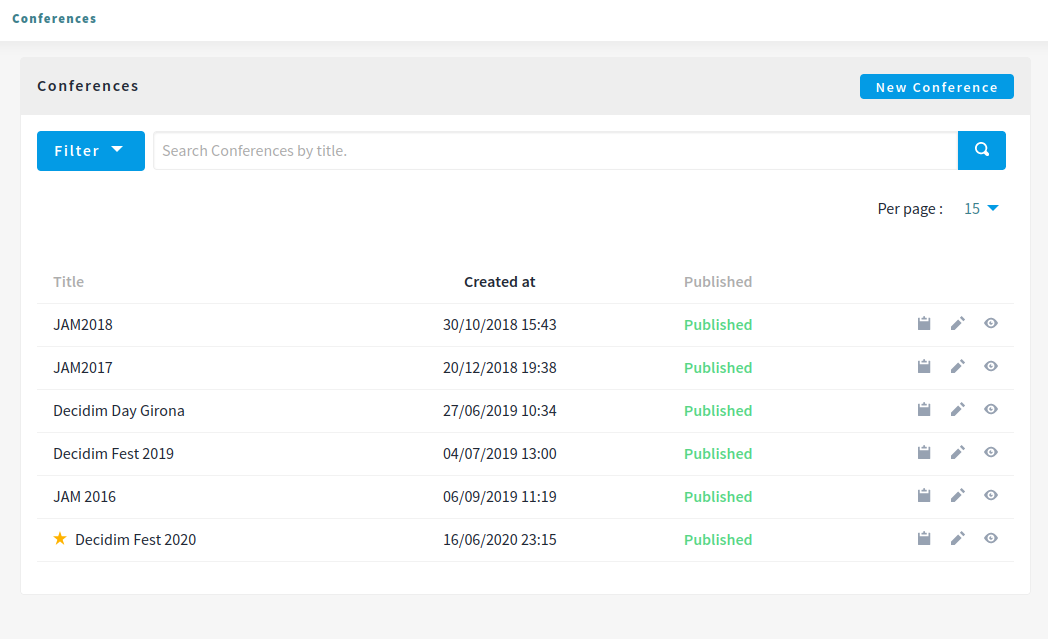 Conferences
Conferences New Conference
Filter Search Conferences by title.
Per page : 15
Title Created at Published
JAM2018 30/10/2018 15:43 Published
JAM2017 20/12/2018 19:38 Published
Decidim Day Girona 27/06/2019 10:34 Published
Decidim Fest 2019 04/07/2019 13:00 Published
JAM 2016 06/09/2019 11:19 Published
Decidim Fest 2020 16/06/2020 23:15 Published